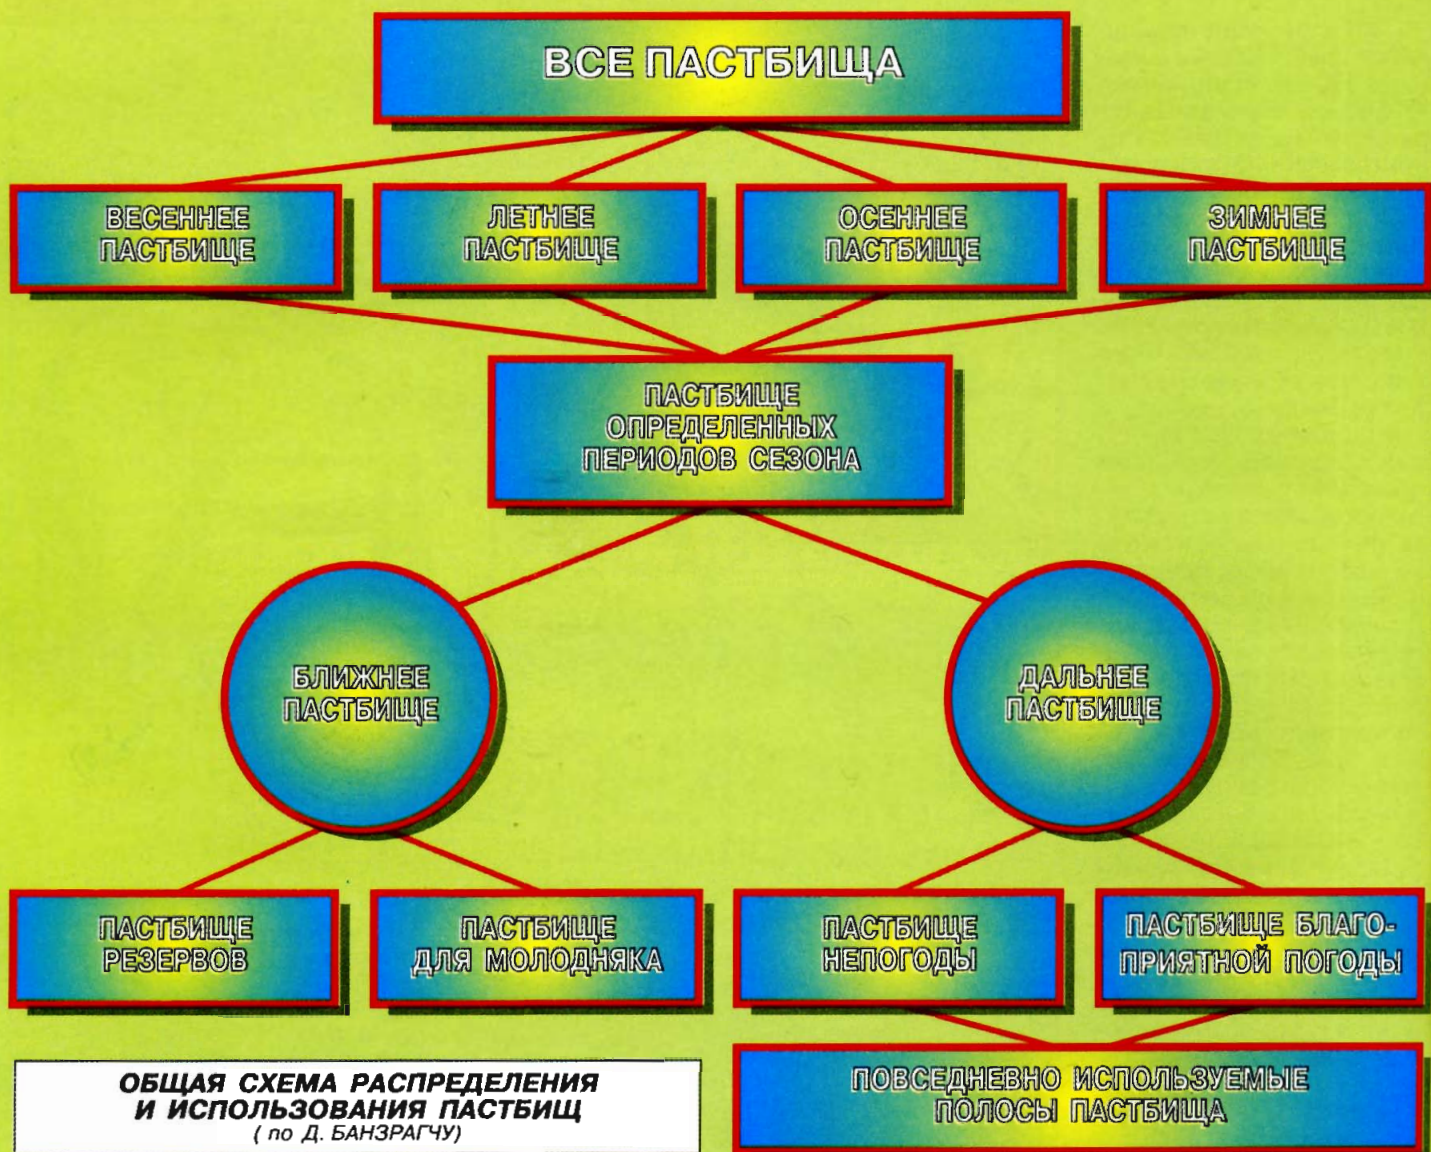 ВСЕ ПАСТБИЩА
ВЕСЕННЕЕ
ПАСТБИЩЕ
ЛЕТНЕЕ
ПАСТБИЩЕ
ОСЕННЕЕ
ПАСТБИЩЕ
ЗИМНЕЕ
ПАСТБИЩЕ
ПАСТБИЩЕ
ОПРЕДЕЛЕННЫХ
ПЕРИОДОВ СЕЗОНА
БЛИЖНЕЕ
ПАСТБИЩЕ
ДАЛЬНЕЕ
ПАСТБИЩЕ
ПАСТБИЩЕ
РЕЗЕРВОВ
ПАСТБИЩЕ
ДЛЯ МОЛОДНЯКА
ПАСТБИЩЕ
НЕПОГОДЫ
ПАСТБИЩЕ БЛАГО-
ПРИЯТНОЙ ПОГОДЫ
ПОВСЕДНЕВНО ИСПОЛЬЗУЕМЫЕ
ПОЛОСЫ ПАСТБИЩА
ОБЩАЯ СХЕМА РАСПРЕДЕЛЕНИЯ
И ИСПОЛЬЗОВАНИЯ ПАСТБИЩ
( по Д. БАНЗРАГЧУ)